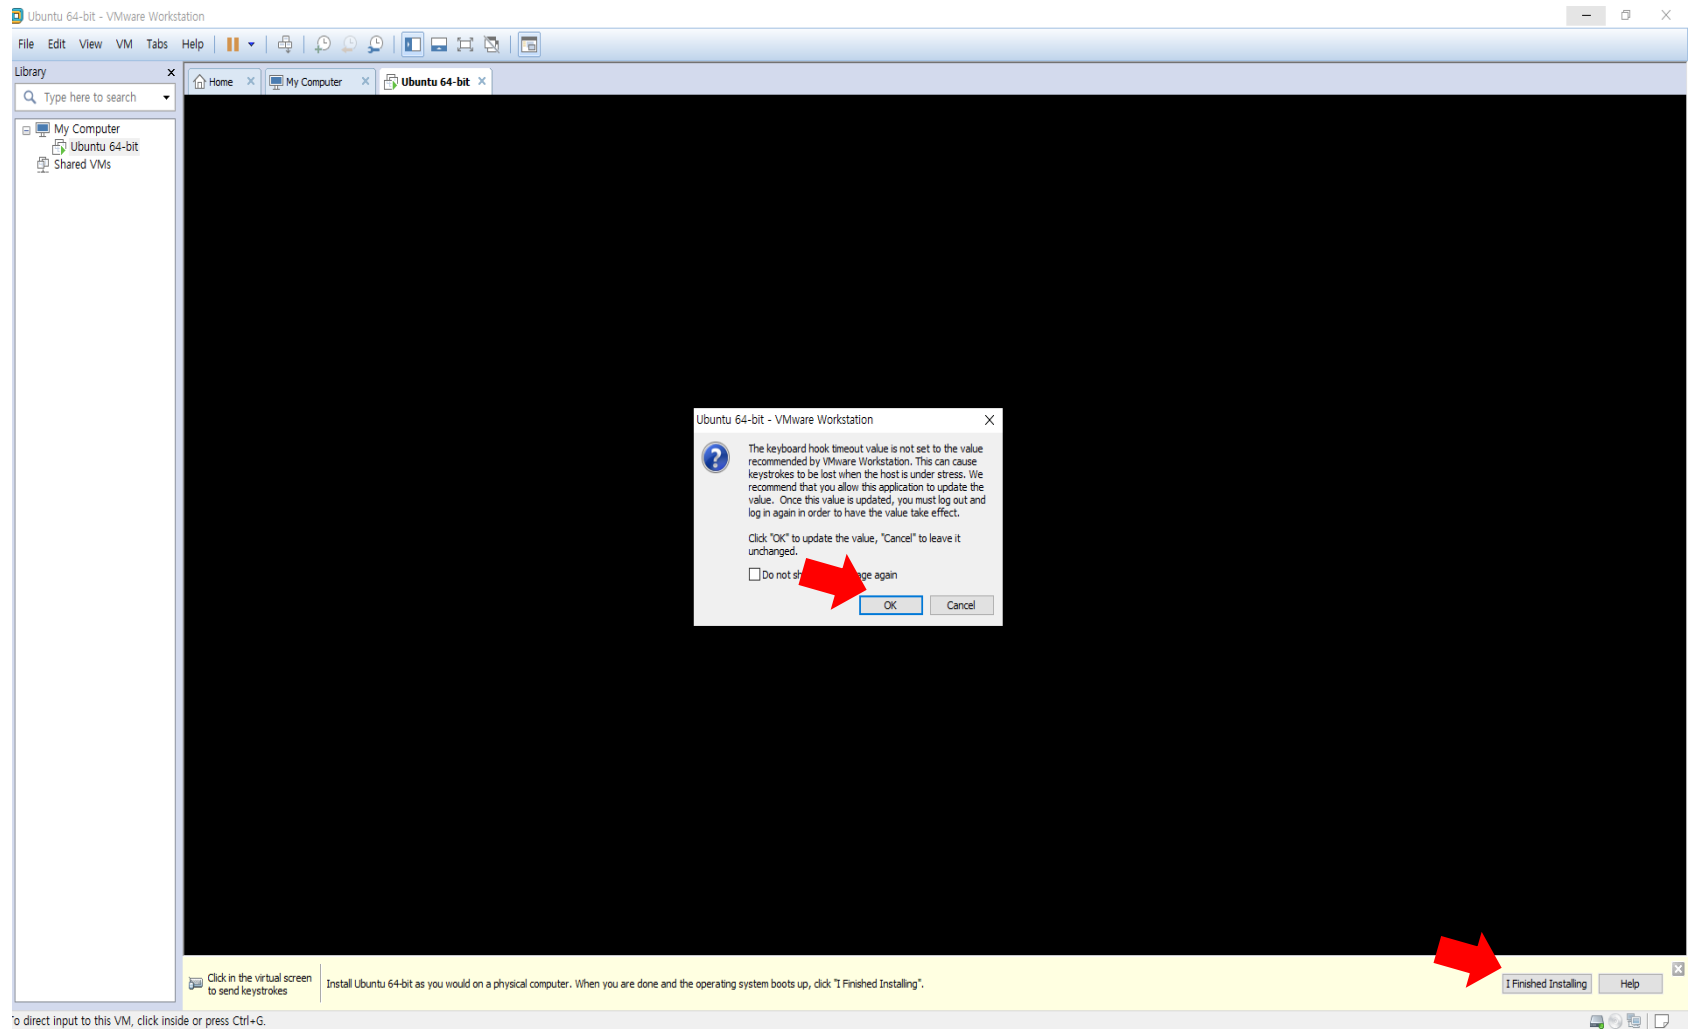 Ubuntu 64-bit - VMware Workstation
File Edit View VM Tabs Help
Library
Type here to search
My Computer
Ubuntu 64-bit
Shared VMs
Home
My Computer
Ubuntu 64-bit
Ubuntu 64-bit - VMware Workstation
The keyboard hook timeout value is not set to the value
recommended by VMware Workstation. This can cause
keystrokes to be lost when the host is under stress. We
recommend that you allow this application to update the
value. Once this value is updated, you must log out and
log in again in order to have the value take effect.
Click "OK" to update the value, "Cancel" to leave it
unchanged.
Do not again
OK Cancel
Click in the virtual screen
to send keystrokes
Install Ubuntu 64-bit as you would on a physical computer. When you are done and the operating system boots up, click "I Finished Installing".
I Finished Installing Help
o direct input to this VM, click inside or press Ctrl+G.